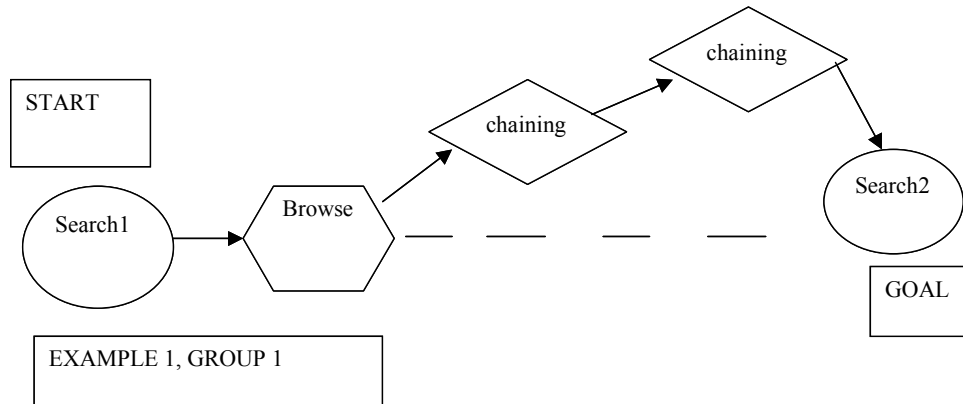 START
Search1
Browse
chaining
chaining
Search2
GOAL
EXAMPLE 1, GROUP 1